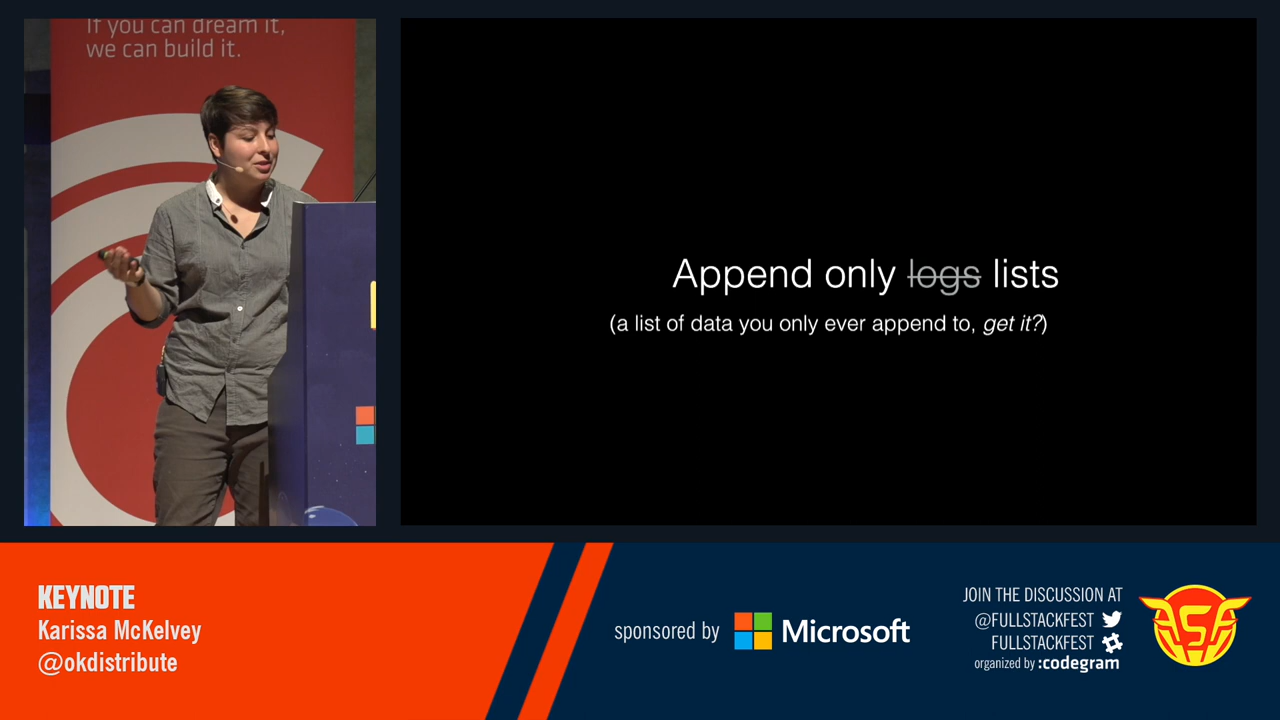 If you can dream it,
we can build it.
Append only logs lists
(a list of data you only ever append to, get it?)
KEYNOTE
Karissa McKelvey
@okdistribute
sponsored by Microsoft
JOIN THE DISCUSSION AT
@FULLSTACKFEST
FULLSTACKFEST
organized by :codegram
FSF